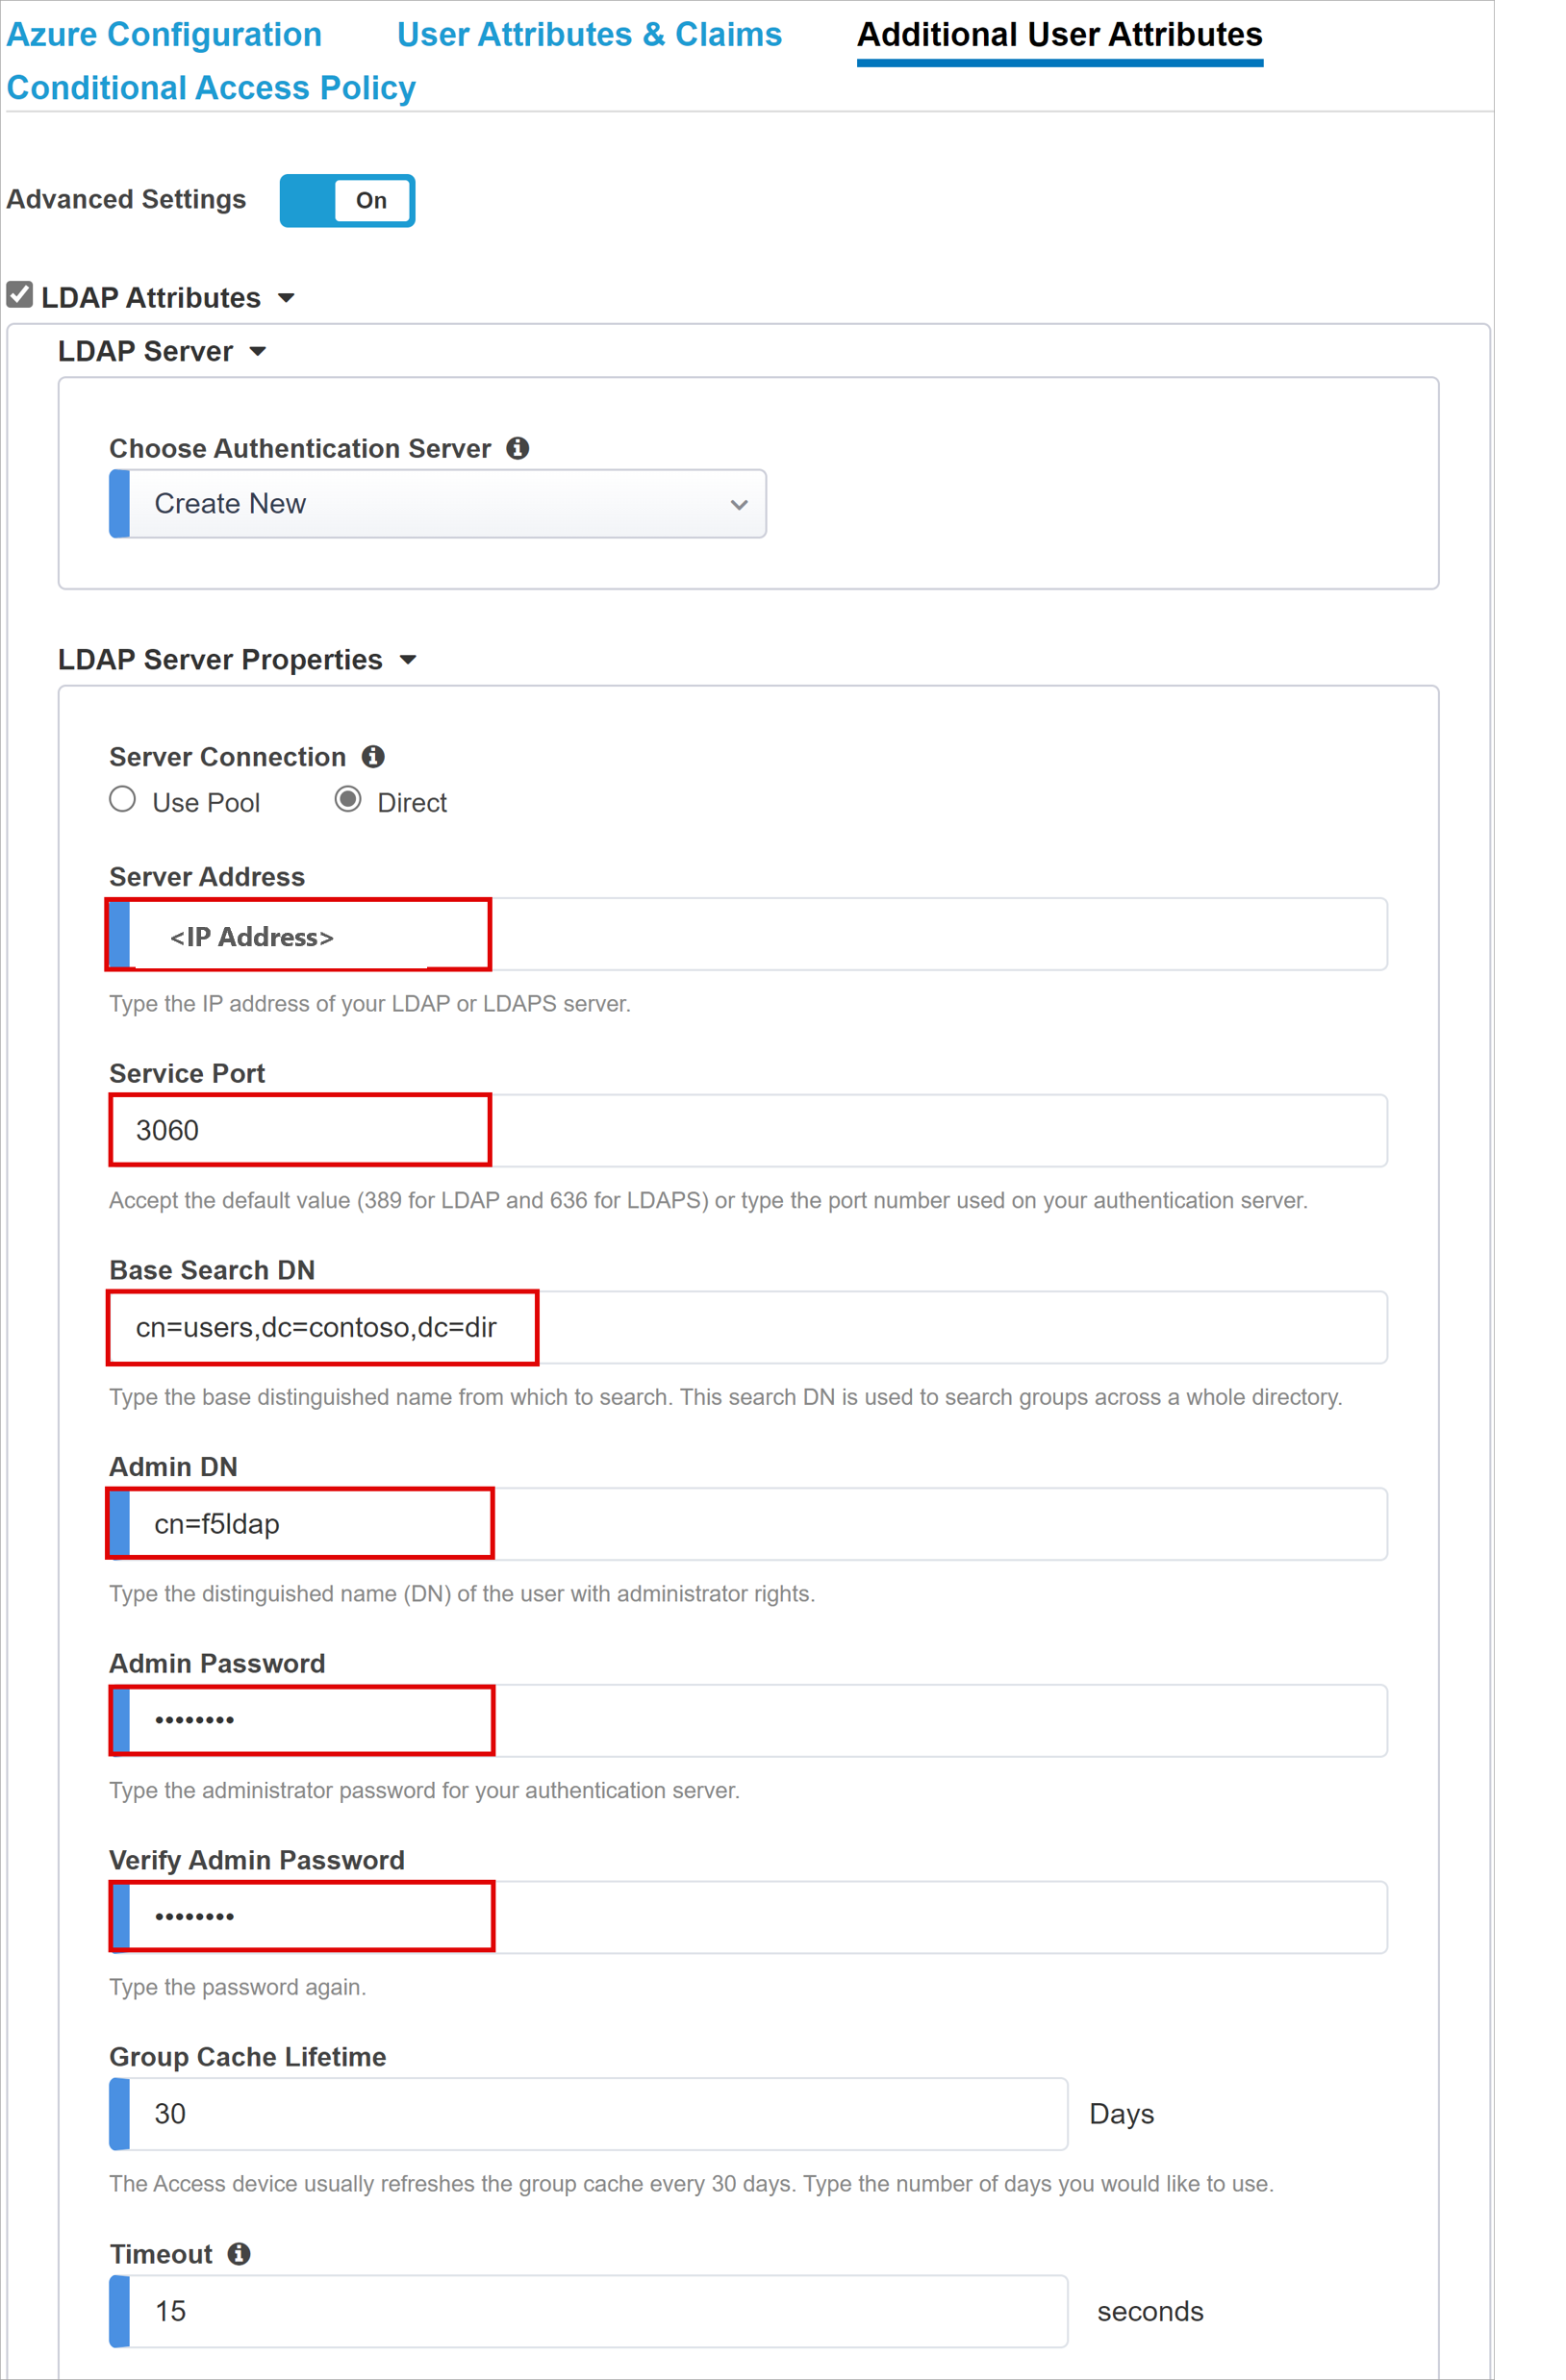 Azure Configuration User Attributes & Claims Additional User Attributes
Conditional Access Policy
Advanced Settings On
LDAP Attributes
LDAP Server
Choose Authentication Server
Create New
LDAP Server Properties
Server Connection
Use Pool Direct
Server Address
<IP Address>
Type the IP address of your LDAP or LDAPS server.
Service Port
3060
Accept the default value (389 for LDAP and 636 for LDAPS) or type the port number used on your authentication server.
Base Search DN
cn=users,dc=contoso,dc=dir
Type the base distinguished name from which to search. This search DN is used to search groups across a whole directory.
Admin DN
cn=f5ldap
Type the distinguished name (DN) of the user with administrator rights.
Admin Password
••••••••
Type the administrator password for your authentication server.
Verify Admin Password
••••••••
Type the password again.
Group Cache Lifetime
30 Days
The Access device usually refreshes the group cache every 30 days. Type the number of days you would like to use.
Timeout
15 seconds